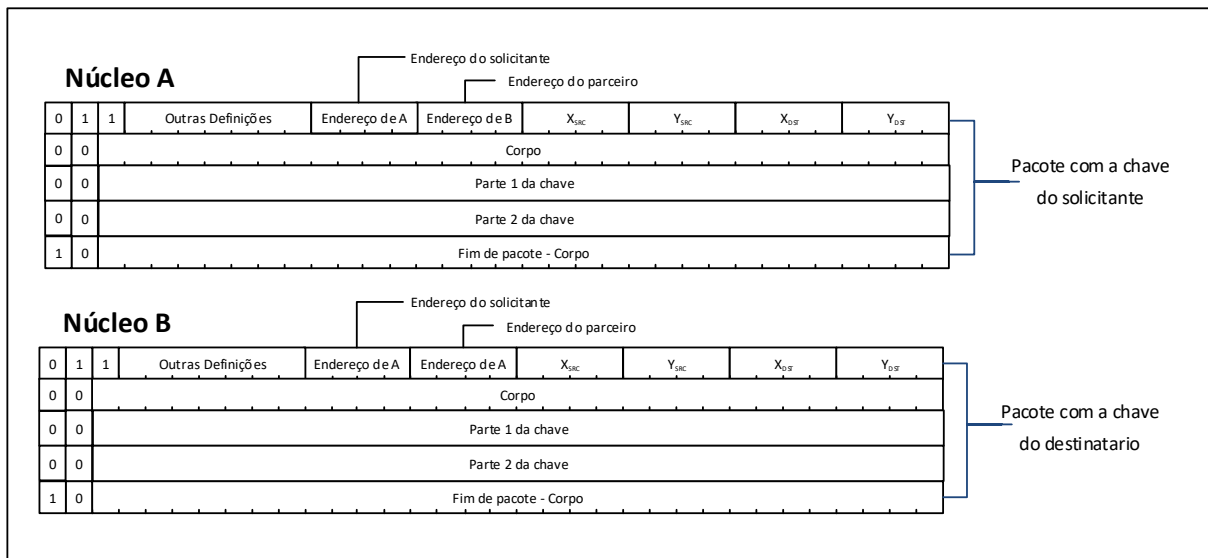 Endereço do solicitante
Núcleo A
Endereço do parceiro
0 1 1 Outras Definições Endereço de A Endereço de B XSRC YSRC XDST YDST
0 0 Corpo
0 0 Parte 1 da chave
0 0 Parte 2 da chave
1 0 Fim de pacote - Corpo
Pacote com a chave
do solicitante
Endereço do solicitante
Núcleo B
Endereço do parceiro
0 1 1 Outras Definições Endereço de A Endereço de A XSRC YSRC XDST YDST
0 0 Corpo
0 0 Parte 1 da chave
0 0 Parte 2 da chave
1 0 Fim de pacote - Corpo
Pacote com a chave
do destinatario